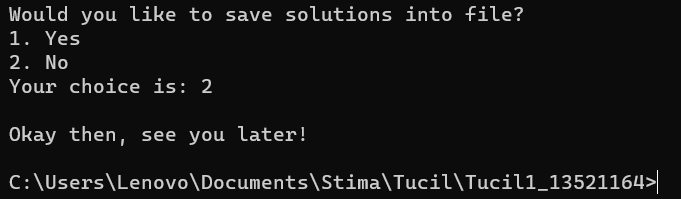 Would you like to save solutions into file?
1. Yes
2. No
Your choice is: 2
Okay then, see you later!
C:\Users\Lenovo\Documents\Stima\Tucil\Tucil1_13521164>